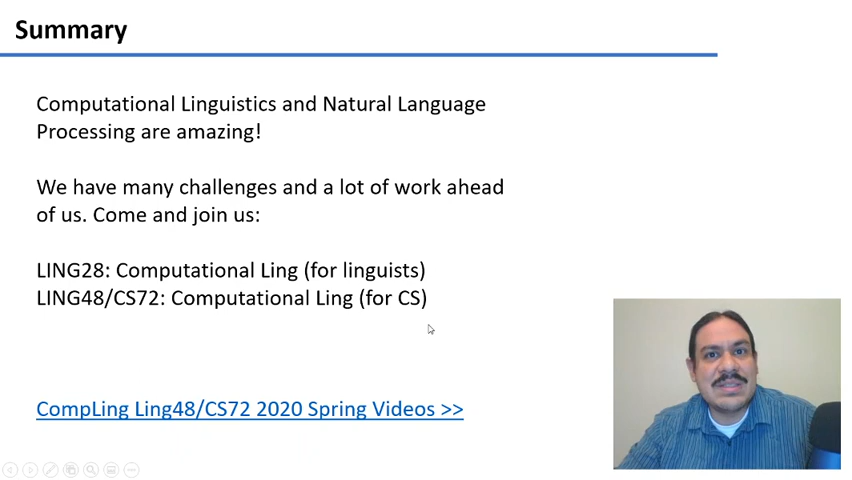 Summary
Computational Linguistics and Natural Language
Processing are amazing!
We have many challenges and a lot of work ahead
of us. Come and join us:
LING28: Computational Ling (for linguists)
LING48/CS72: Computational Ling (for CS)
CompLing Ling48/CS72 2020 Spring Videos >>